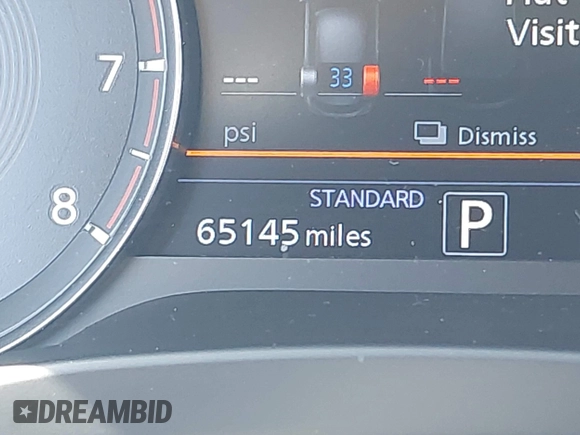 Visit
7
--- 33 ---
psi Dismiss
STANDARD
8
65145 miles P
DREAMBID